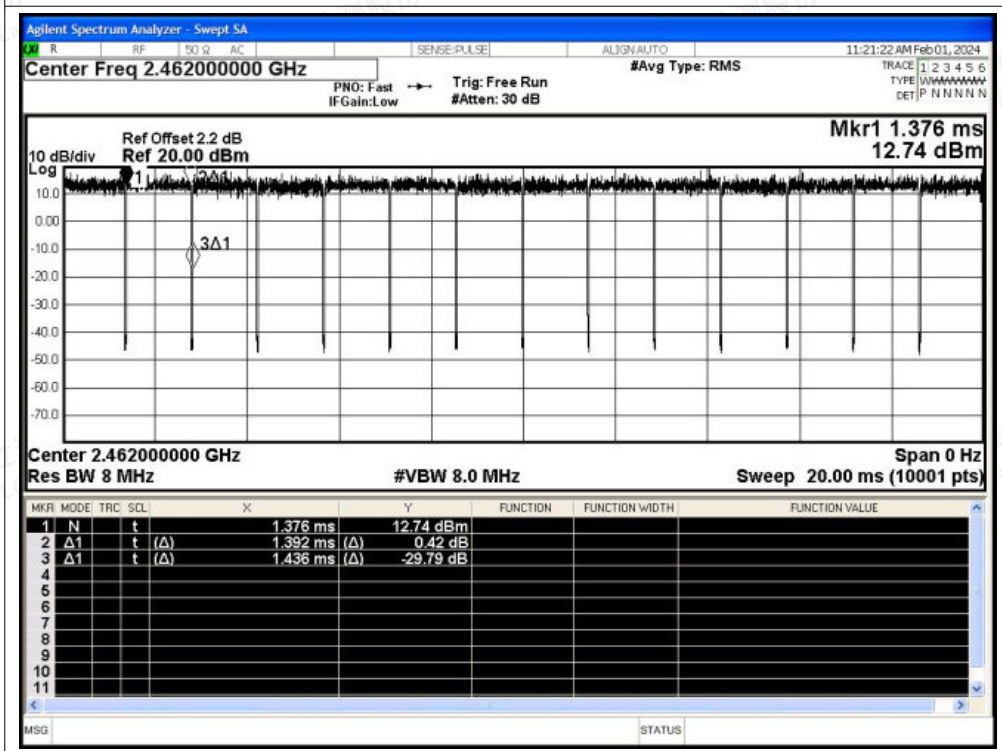 Agilent Spectrum Analyzer - Swept SA
LXI R RF 50 Ω AC SENSE:PULSE ALIGN AUTO 11:21:22 AM Feb 01, 2024
Center Freq 2.462000000 GHz
#Avg Type: RMS
TRACE 1 2 3 4 5 6
PNO: Fast Trig: Free Run
TYPE WWWWWW
IFGain:Low #Atten: 30 dB
DET P N N N N N
Mkr1 1.376 ms
Ref Offset 2.2 dB
10 dB/div Ref 20.00 dBm
12.74 dBm
Log
1 2Δ1
10.0
0.00
3Δ1
-10.0
-20.0
-30.0
-40.0
-50.0
-60.0
-70.0
Center 2.462000000 GHz Span 0 Hz
Res BW 8 MHz #VBW 8.0 MHz Sweep 20.00 ms (10001 pts)
MKR MODE TRC SCL X Y FUNCTION FUNCTION WIDTH FUNCTION VALUE
1 N t 1.376 ms 12.74 dBm
2 Δ1 t (Δ) 1.392 ms (Δ) 0.42 dB
3 Δ1 t (Δ) 1.436 ms (Δ) -29.79 dB
4
5
6
7
8
9
10
11
MSG STATUS